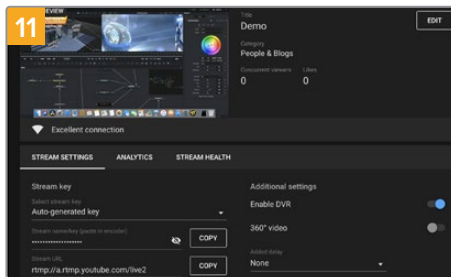 11
PREVIEW
Title
Demo
EDIT
Category
People & Blogs
Concurrent viewers Likes
0 0
Excellent connection
STREAM SETTINGS ANALYTICS STREAM HEALTH
Stream key
Select stream key
Auto-generated key
Stream name/key (paste in encoder)
COPY
Stream URL
rtmp://a.rtmp.youtube.com/live2
COPY
Additional settings
Enable DVR
360° video
Added delay
None